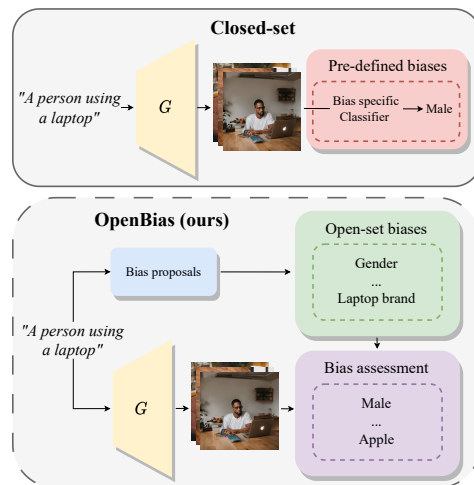 Closed-set
Pre-defined biases
"A person using
a laptop"
G
Bias specific
Classifier
Male
OpenBias (ours)
Open-set biases
Bias proposals
Gender
...
Laptop brand
"A person using
a laptop"
Bias assessment
G
Male
...
Apple